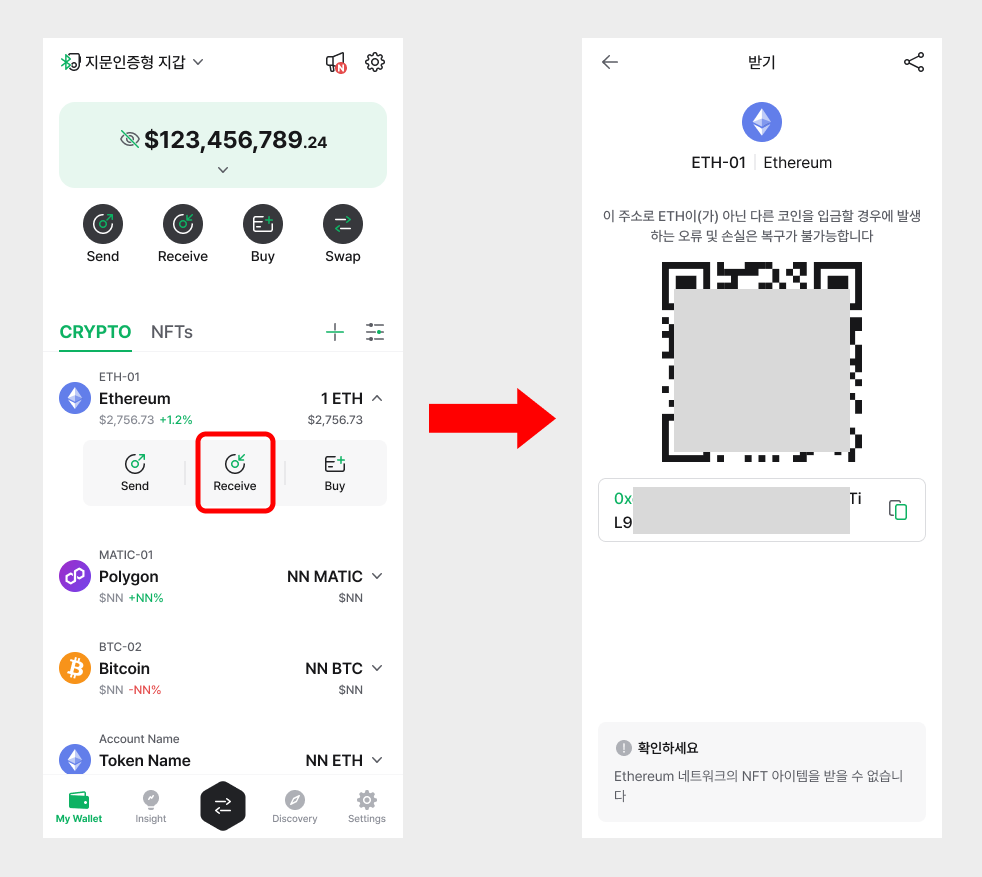 지문인증형 지갑
N
$123,456,789.24
Send
Receive
Buy
Swap
CRYPTO
NFTs
ETH-01
Ethereum
1 ETH
$2,756.73 +1.2%
$2,756.73
Send
Receive
Buy
MATIC-01
Polygon
NN MATIC
$NN +NN%
$NN
BTC-02
Bitcoin
NN BTC
$NN -NN%
$NN
Account Name
Token Name
NN ETH
My Wallet
Insight
Discovery
Settings
받기
ETH-01 | Ethereum
이 주소로 ETH이(가) 아닌 다른 코인을 입금할 경우에 발생
하는 오류 및 손실은 복구가 불가능합니다
0x
Ti
L9
확인하세요
Ethereum 네트워크의 NFT 아이템을 받을 수 없습니
다